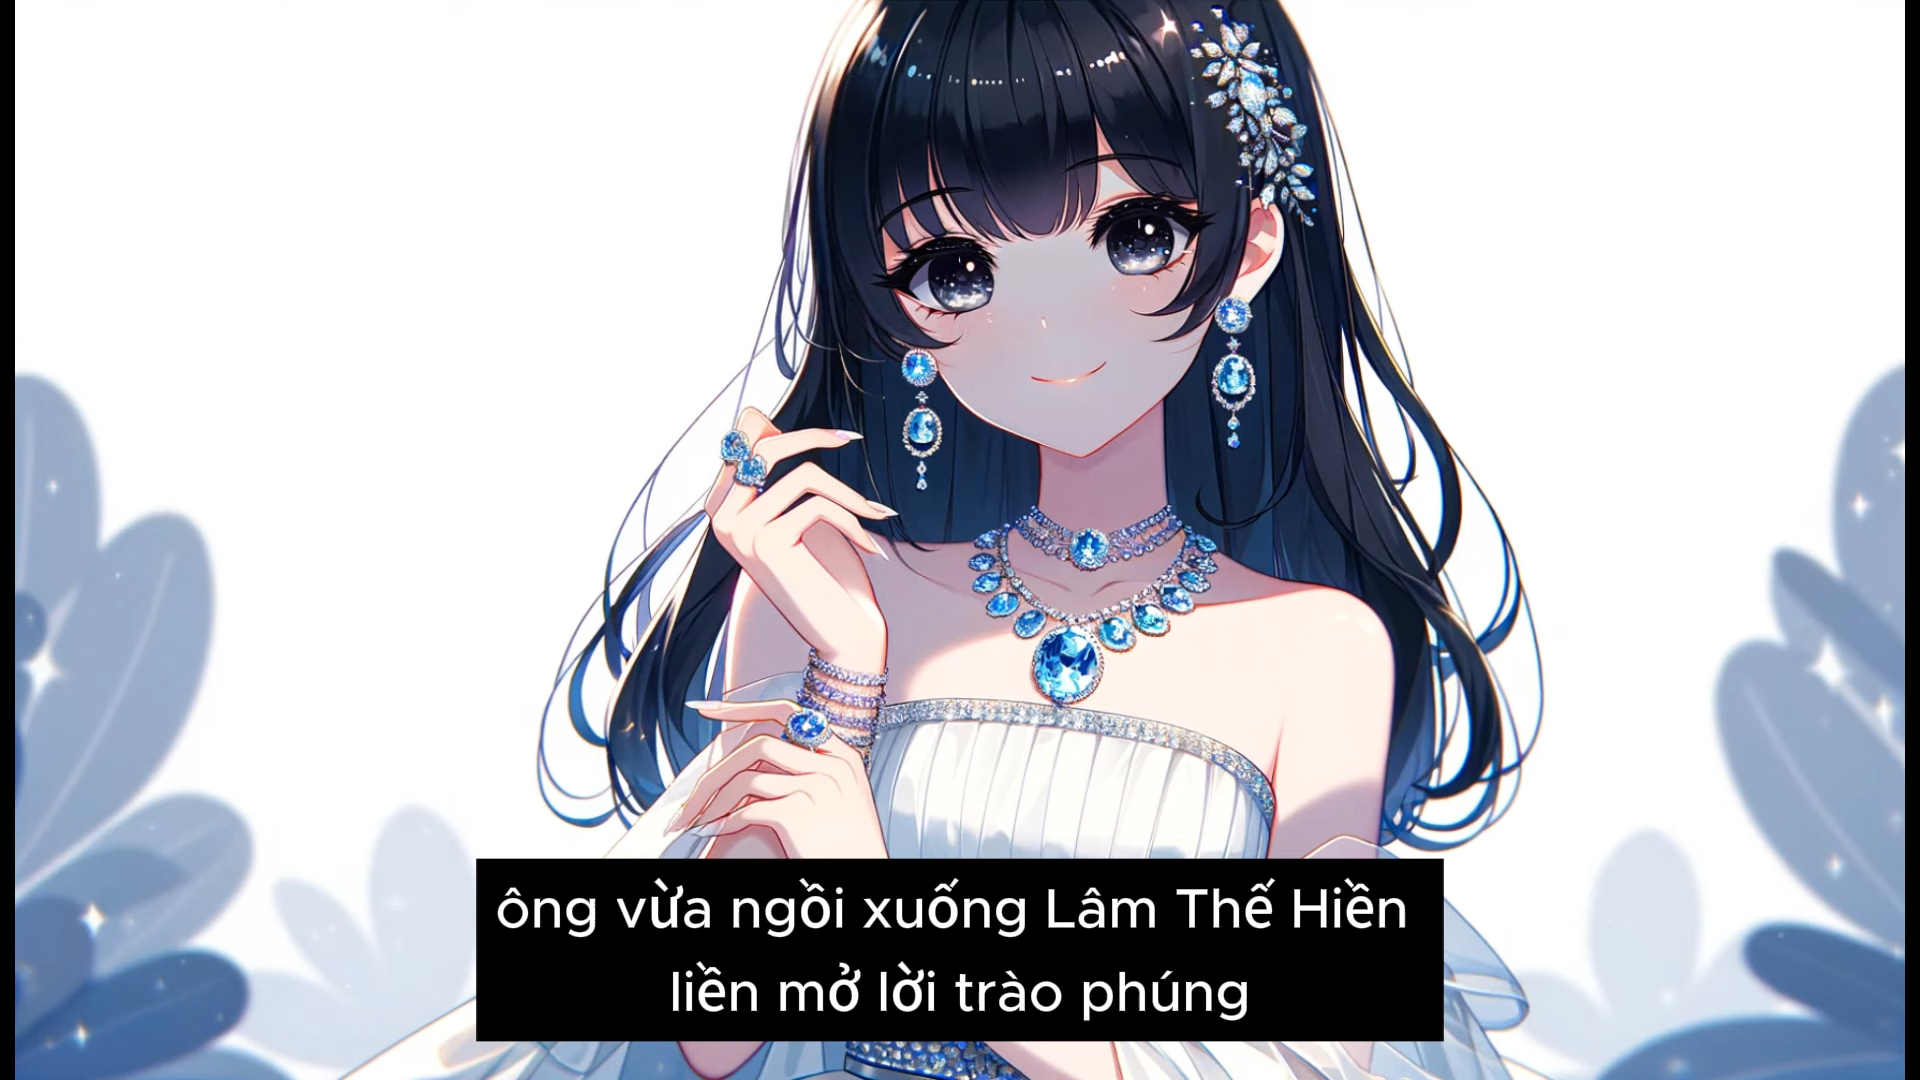 ông vừa ngồi xuống Lâm Thế Hiền
liền mở lời trào phúng